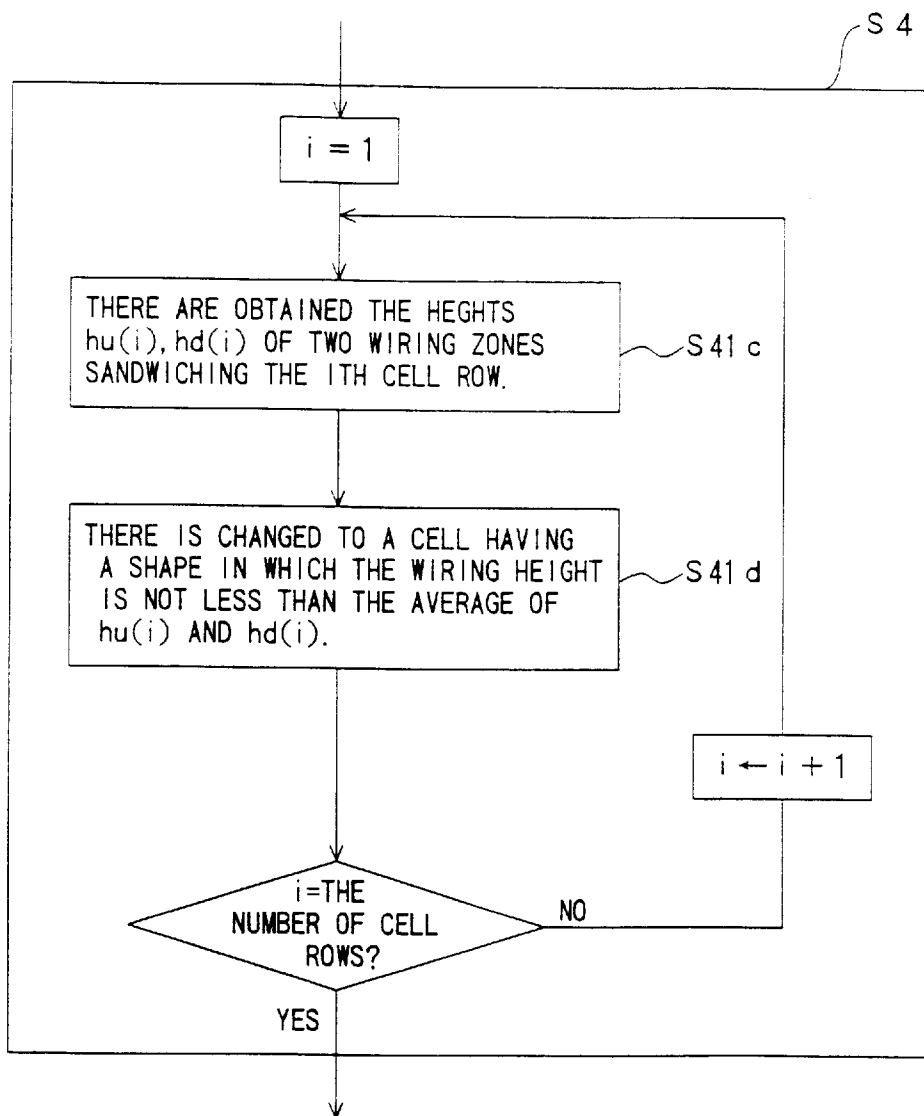 S 4
i = 1
THERE ARE OBTAINED THE HEGHTS
hu(i), hd(i) OF TWO WIRING ZONES
SANDWICHING THE ITH CELL ROW.
S41c
THERE IS CHANGED TO A CELL HAVING
A SHAPE IN WHICH THE WIRING HEIGHT
IS NOT LESS THAN THE AVERAGE OF
hu(i) AND hd(i).
S41d
i ← i + 1
i=THE
NUMBER OF CELL
ROWS?
NO
YES